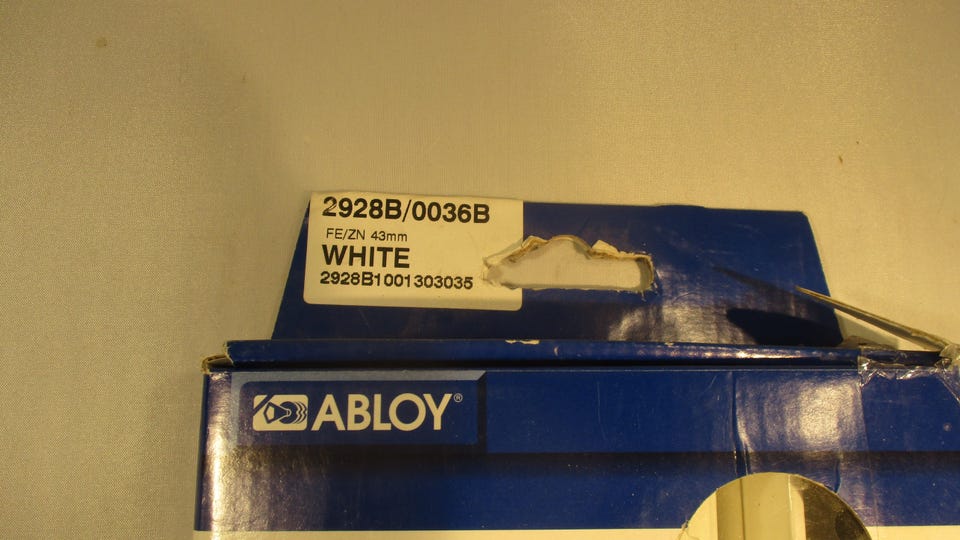 2928B/0036B
FE/ZN 43mm
WHITE
2928B1001303035
ABLOY®